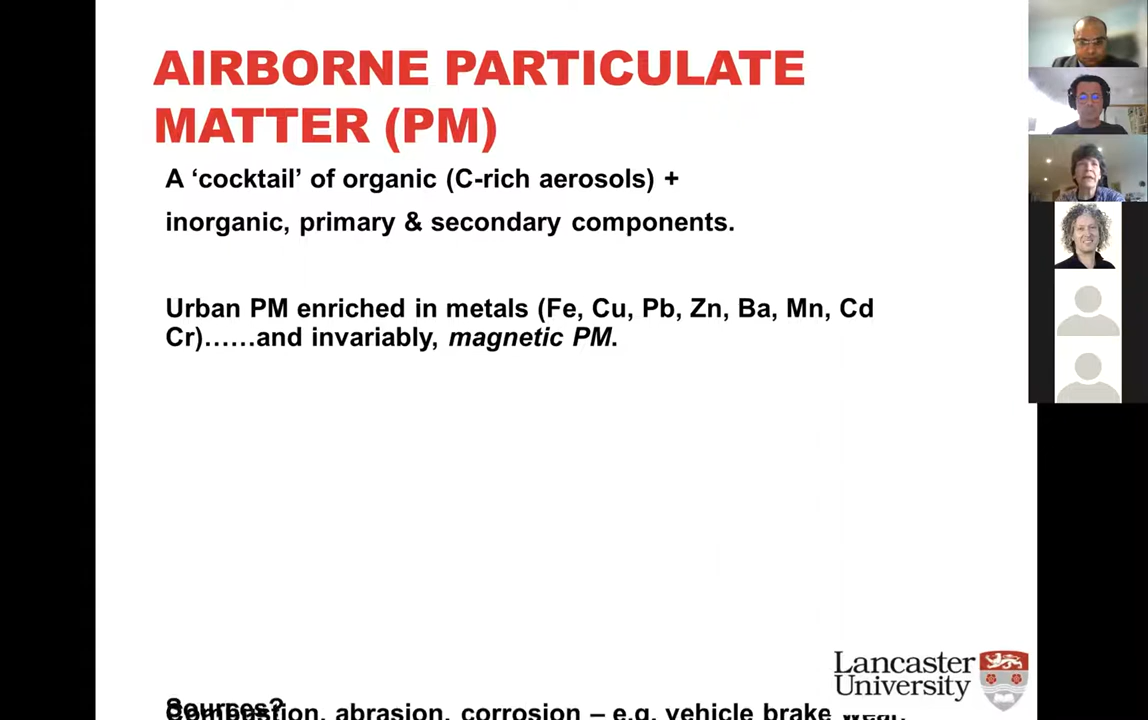 AIRBORNE PARTICULATE
MATTER (PM)
A ‘cocktail’ of organic (C-rich aerosols) +
inorganic, primary & secondary components.
Urban PM enriched in metals (Fe, Cu, Pb, Zn, Ba, Mn, Cd
Cr)……and invariably, magnetic PM.
Lancaster
University
Sources?
Combustion, abrasion, corrosion – e.g. vehicle brake wear,